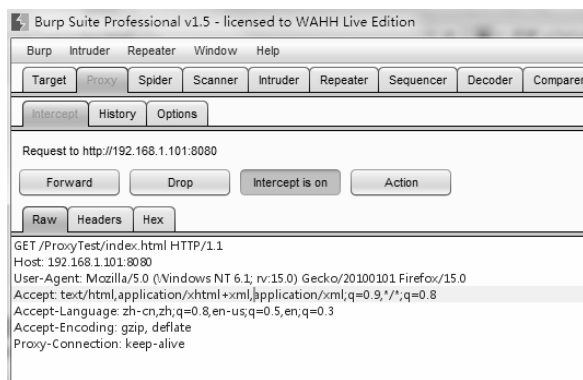 Burp Suite Professional v1.5 - licensed to WAHH Live Edition
Burp Intruder Repeater Window Help
Target Proxy Spider Scanner Intruder Repeater Sequencer Decoder Comparer
Intercept History Options
Request to http://192.168.1.101:8080
Forward Drop Intercept is on Action
Raw Headers Hex
GET /ProxyTest/index.html HTTP/1.1
Host: 192.168.1.101:8080
User-Agent: Mozilla/5.0 (Windows NT 6.1; rv:15.0) Gecko/20100101 Firefox/15.0
Accept: text/html,application/xhtml+xml,application/xml;q=0.9,*/*;q=0.8
Accept-Language: zh-cn,zh;q=0.8,en-us;q=0.5,en;q=0.3
Accept-Encoding: gzip, deflate
Proxy-Connection: keep-alive